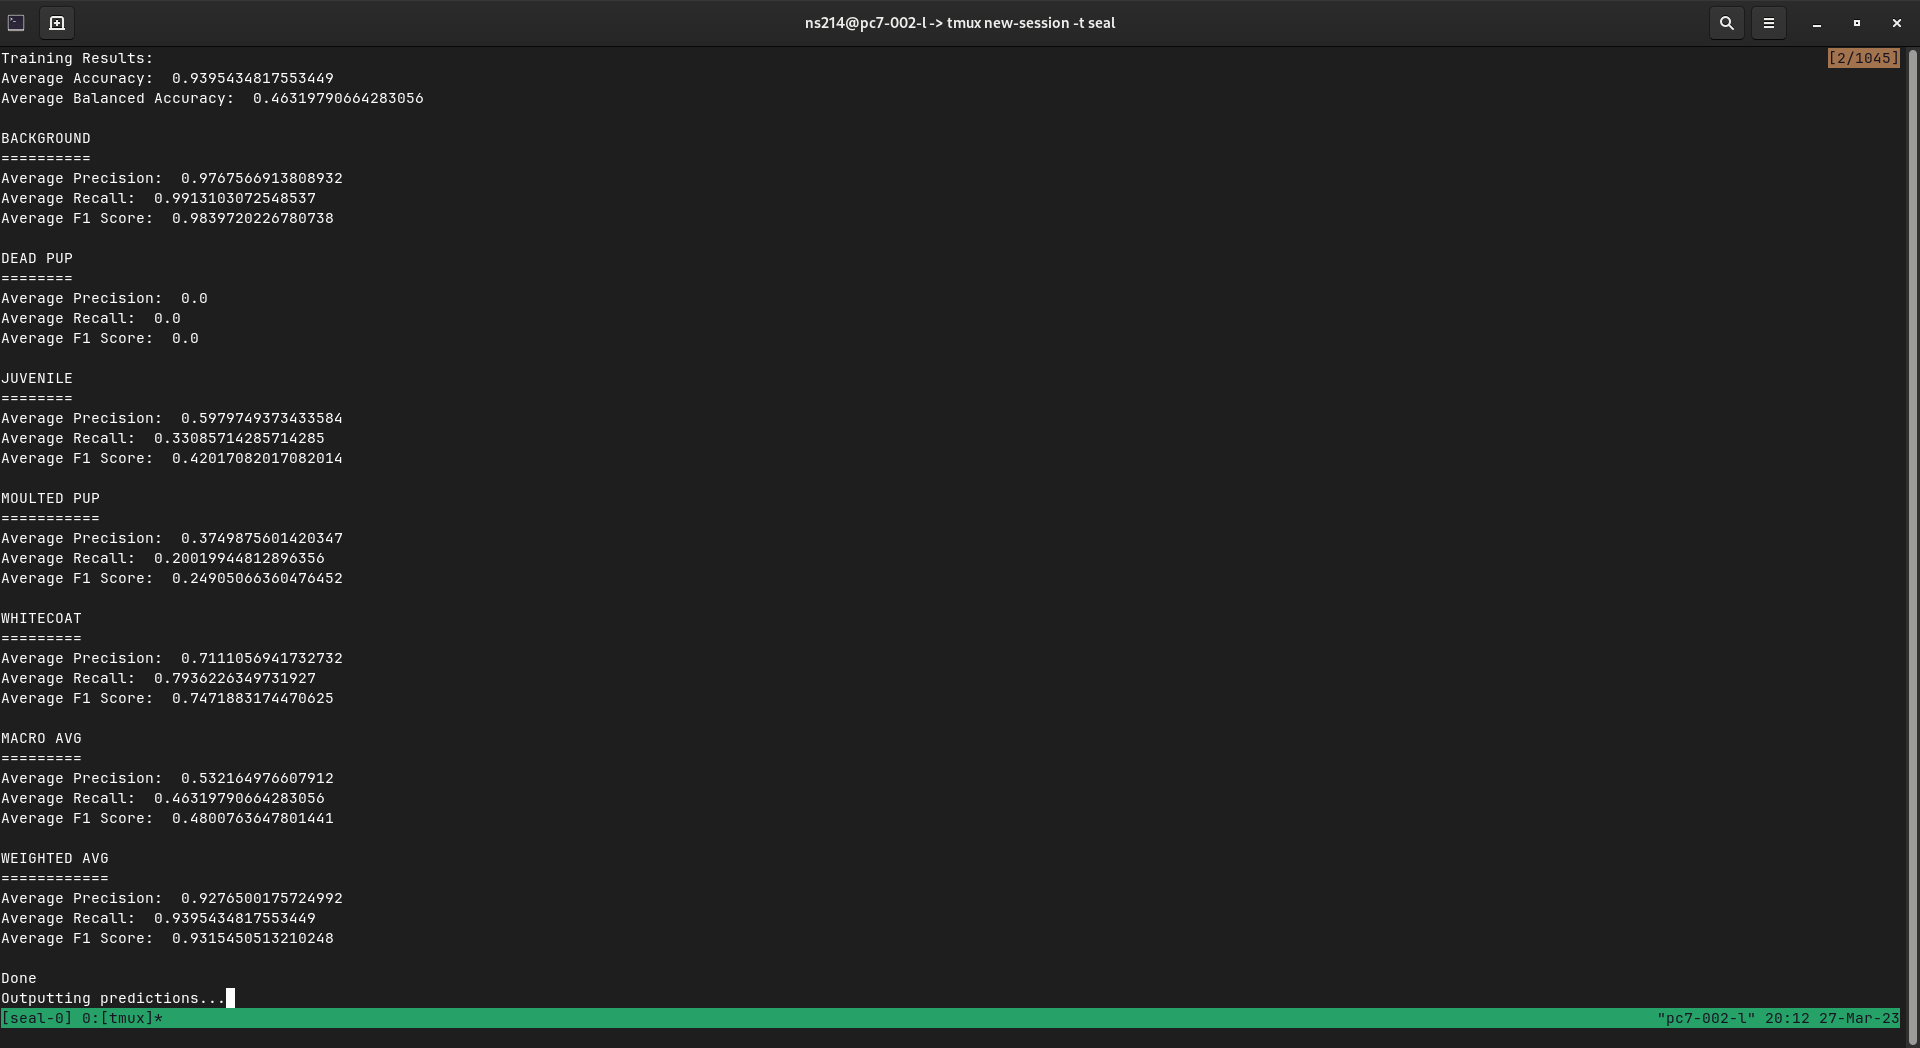 ns214@pc7-002-l -> tmux new-session -t seal
Training Results: [2/1045]
Average Accuracy:  0.9395434817553449
Average Balanced Accuracy:  0.46319790664283056

BACKGROUND
==========
Average Precision:  0.9767566913808932
Average Recall:  0.9913103072548537
Average F1 Score:  0.9839720226780738

DEAD PUP
========
Average Precision:  0.0
Average Recall:  0.0
Average F1 Score:  0.0

JUVENILE
========
Average Precision:  0.5979749373433584
Average Recall:  0.33085714285714285
Average F1 Score:  0.42017082017082014

MOULTED PUP
===========
Average Precision:  0.3749875601420347
Average Recall:  0.20019944812896356
Average F1 Score:  0.24905066360476452

WHITECOAT
=========
Average Precision:  0.7111056941732732
Average Recall:  0.7936226349731927
Average F1 Score:  0.7471883174470625

MACRO AVG
=========
Average Precision:  0.532164976607912
Average Recall:  0.46319790664283056
Average F1 Score:  0.4800763647801441

WEIGHTED AVG
============
Average Precision:  0.9276500175724992
Average Recall:  0.9395434817553449
Average F1 Score:  0.9315450513210248

Done
Outputting predictions...
[seal-0] 0:[tmux]* "pc7-002-l" 20:12 27-Mar-23